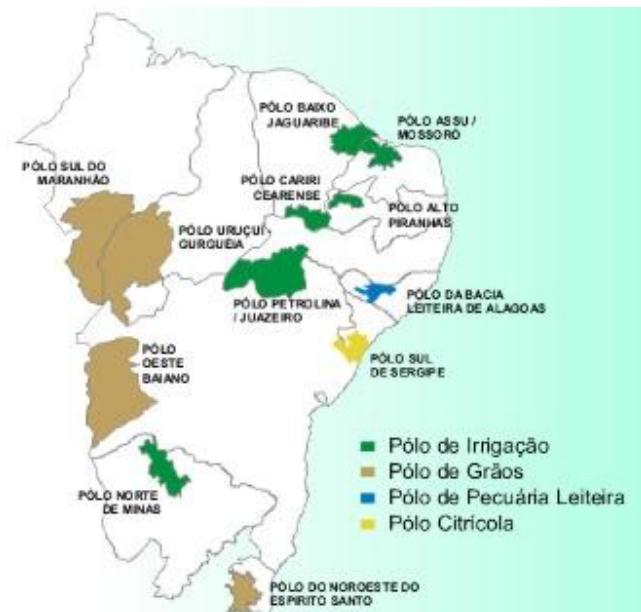 PÓLO BAIXO
JAGUARIBE
PÓLO ASSU /
MOSSORÓ
PÓLO SUL DO
MARANHÃO
PÓLO CARIRI
CEARENSE
PÓLO ALTO
PIRANHAS
PÓLO URUÇUI
GURGUÉIA
PÓLO PETROLINA
/ JUAZEIRO
PÓLO DA BACIA
LEITEIRA DE ALAGOAS
PÓLO
OESTE
BAIANO
PÓLO SUL
DE SERGIPE
Pólo de Irrigação
Pólo de Grãos
Pólo de Pecuária Leiteira
Pólo Citrícola
PÓLO NORTE
DE MINAS
PÓLO DO NOROESTE DO
ESPIRITO SANTO